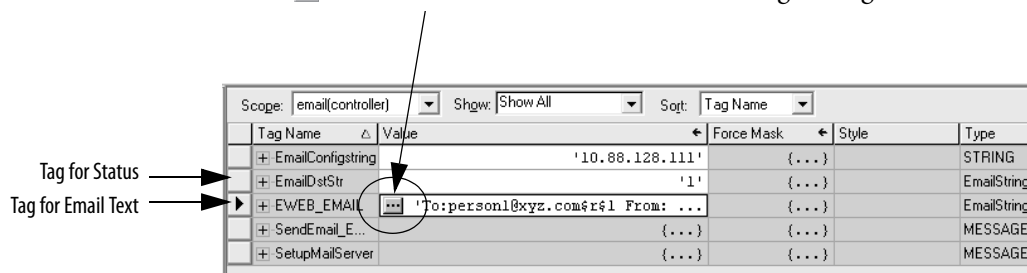 Scope: email(controller) Show: Show All Sort: Tag Name
Tag Name Value Force Mask Style Type
EmailConfigstring '10.88.128.111' {...} STRING
Tag for Status EmailDstStr '1' {...} EmailString
Tag for Email Text EWEB_EMAIL ... 'To:person1@xyz.com$r$l From: ... {...} EmailString
SendEmail_E... {...} {...} MESSAGE
SetupMailServer {...} {...} MESSAGE